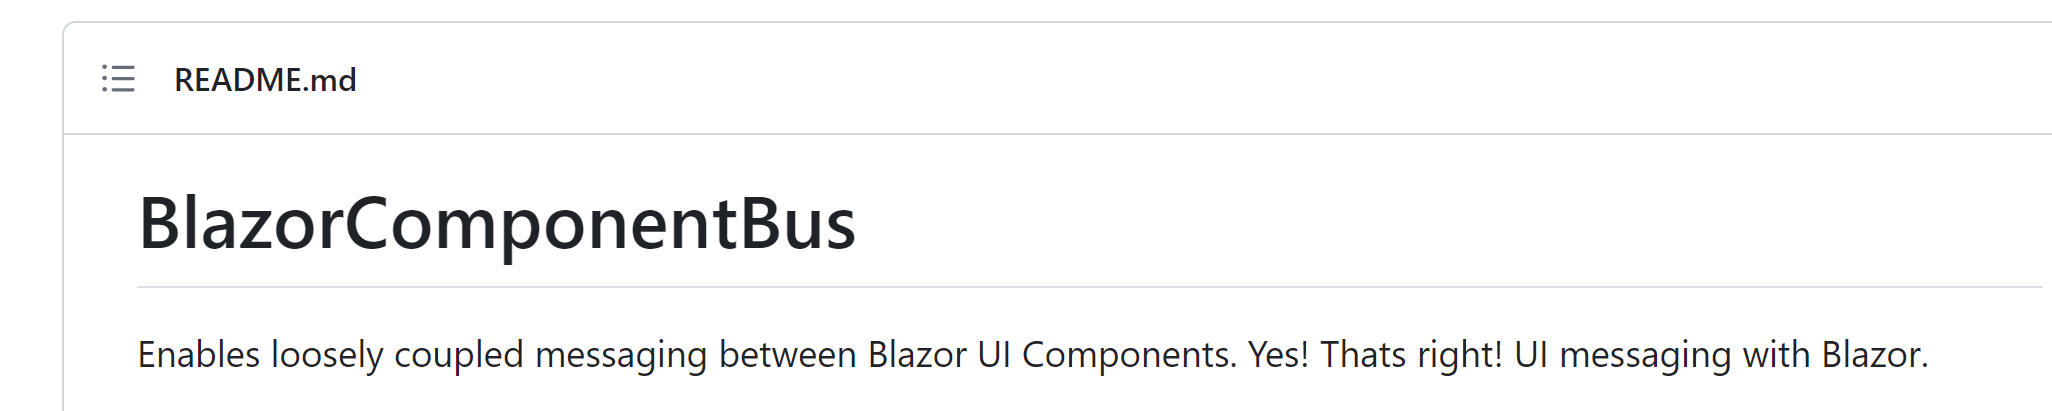 README.md
BlazorComponentBus
Enables loosely coupled messaging between Blazor UI Components. Yes! Thats right! UI messaging with Blazor.